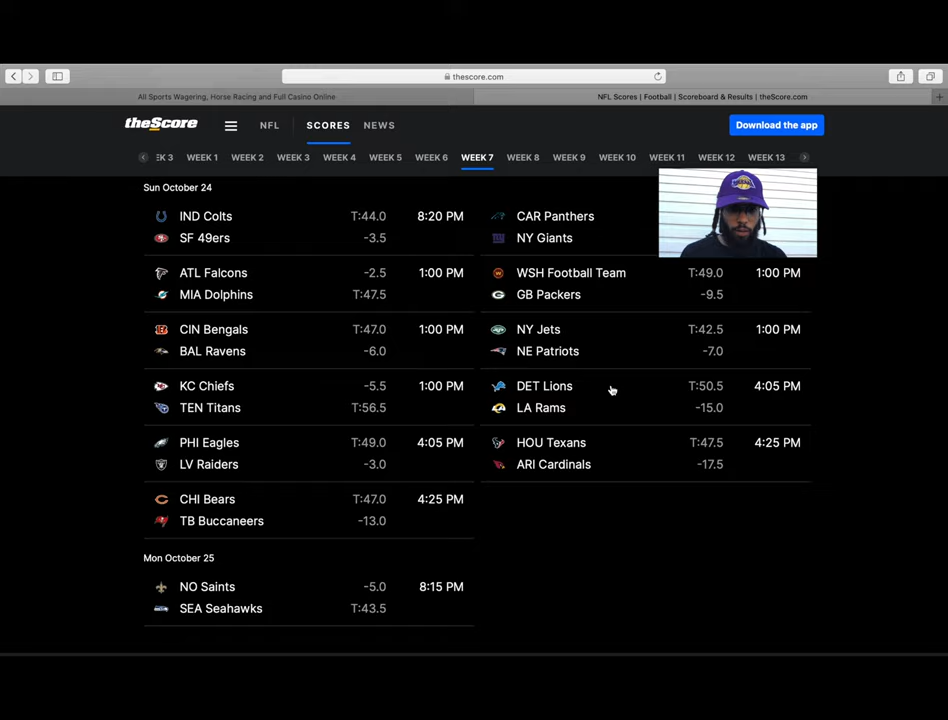 thescore.com
All Sports Wagering, Horse Racing and Full Casino Online
NFL Scores | Football | Scoreboard & Results | theScore.com
theScore NFL SCORES NEWS Download the app
EK 3 WEEK 1 WEEK 2 WEEK 3 WEEK 4 WEEK 5 WEEK 6 WEEK 7 WEEK 8 WEEK 9 WEEK 10 WEEK 11 WEEK 12 WEEK 13
Sun October 24
IND Colts T:44.0 8:20 PM
SF 49ers -3.5
CAR Panthers
NY Giants
ATL Falcons -2.5 1:00 PM
MIA Dolphins T:47.5
WSH Football Team T:49.0 1:00 PM
GB Packers -9.5
CIN Bengals T:47.0 1:00 PM
BAL Ravens -6.0
NY Jets T:42.5 1:00 PM
NE Patriots -7.0
KC Chiefs -5.5 1:00 PM
TEN Titans T:56.5
DET Lions T:50.5 4:05 PM
LA Rams -15.0
PHI Eagles T:49.0 4:05 PM
LV Raiders -3.0
HOU Texans T:47.5 4:25 PM
ARI Cardinals -17.5
CHI Bears T:47.0 4:25 PM
TB Buccaneers -13.0
Mon October 25
NO Saints -5.0 8:15 PM
SEA Seahawks T:43.5